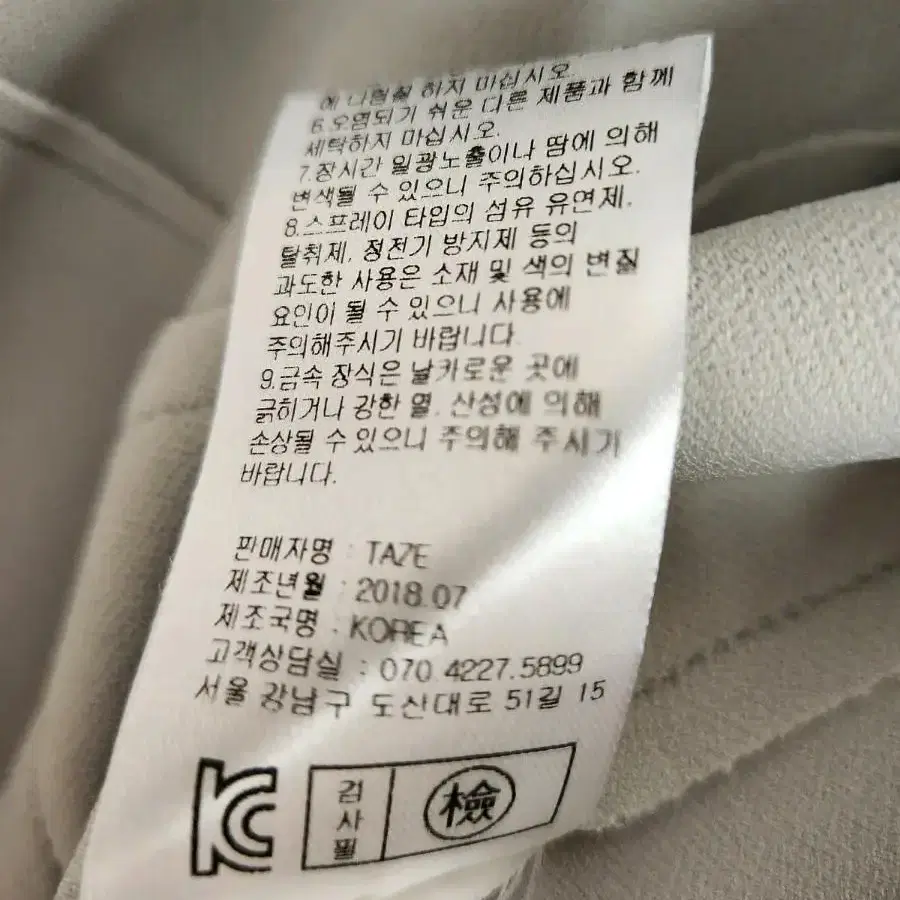 에 나열될 하지 마십시오.
6.오염되기 쉬운 다른 제품과 함께
세탁하지 마십시오.
7.장시간 일광노출이나 땀에 의해
변색될 수 있으니 주의하십시오.
8.스프레이 타입의 섬유 유연제.
탈취제, 정전기 방지제 등의
과도한 사용은 소재 및 색의 변질
요인이 될 수 있으니 사용에
주의해주시기 바랍니다.
9.금속 장식은 날카로운 곳에
긁히거나 강한 열. 산성에 의해
손상될 수 있으니 주의해 주시기
바랍니다.
판매자명 : TAZE
제조년월 : 2018.07
제조국명 : KOREA
고객상담실 : 070.4227.5899
서울 강남구 도산대로 51길 15
KC
검사필
檢